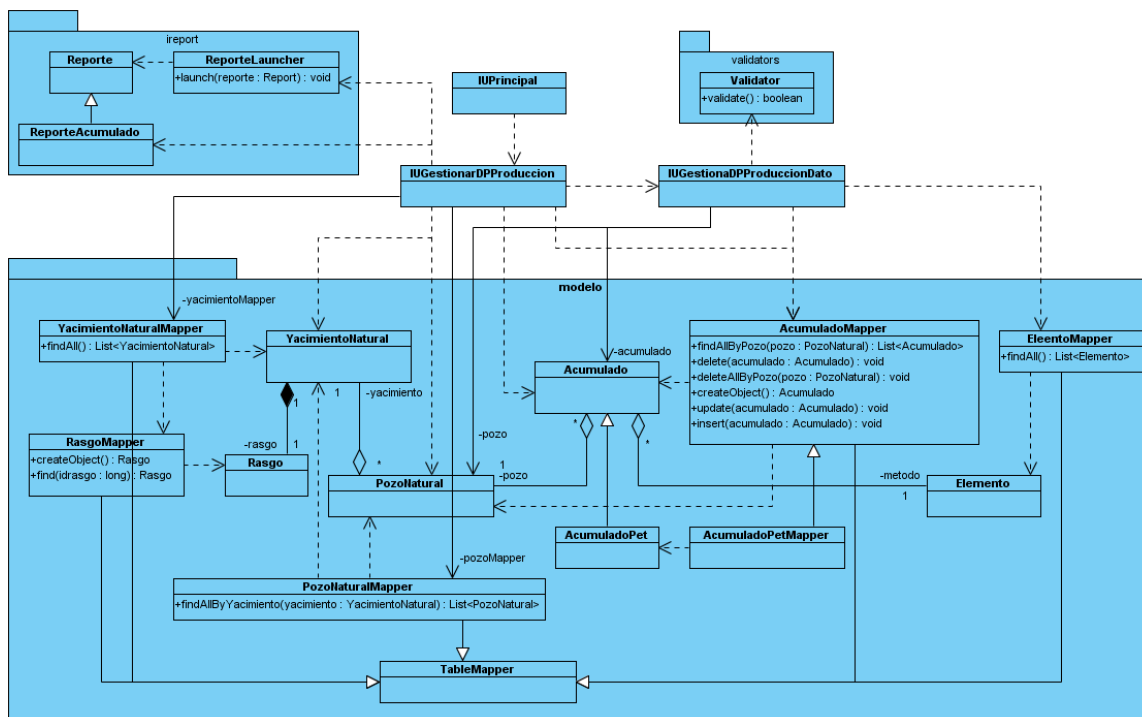 ireport
Reporte
ReporteLauncher
+launch(reporte : Report) : void
ReporteAcumulado
IUPrincipal
validators
Validator
+validate() : boolean
IUGestionarDPProduccion
IUGestionaDPProduccionDato
modelo
-yacimientoMapper
YacimientoNaturalMapper
+findAll() : List<YacimientoNatural>
YacimientoNatural
-acumulado
Acumulado
AcumuladoMapper
+findAllByPozo(pozo : PozoNatural) : List<Acumulado>
+delete(acumulado : Acumulado) : void
+deleteAllByPozo(pozo : PozoNatural) : void
+createObject() : Acumulado
+update(acumulado : Acumulado) : void
+insert(acumulado : Acumulado) : void
EleentoMapper
+findAll() : List<Elemento>
1
1
-yacimiento
*
*
RasgoMapper
+createObject() : Rasgo
+find(idrasgo : long) : Rasgo
-rasgo
1
Rasgo
*
-pozo
1
-pozo
PozoNatural
-metodo
1
Elemento
AcumuladoPet
AcumuladoPetMapper
-pozoMapper
PozoNaturalMapper
+findAllByYacimiento(yacimiento : YacimientoNatural) : List<PozoNatural>
TableMapper